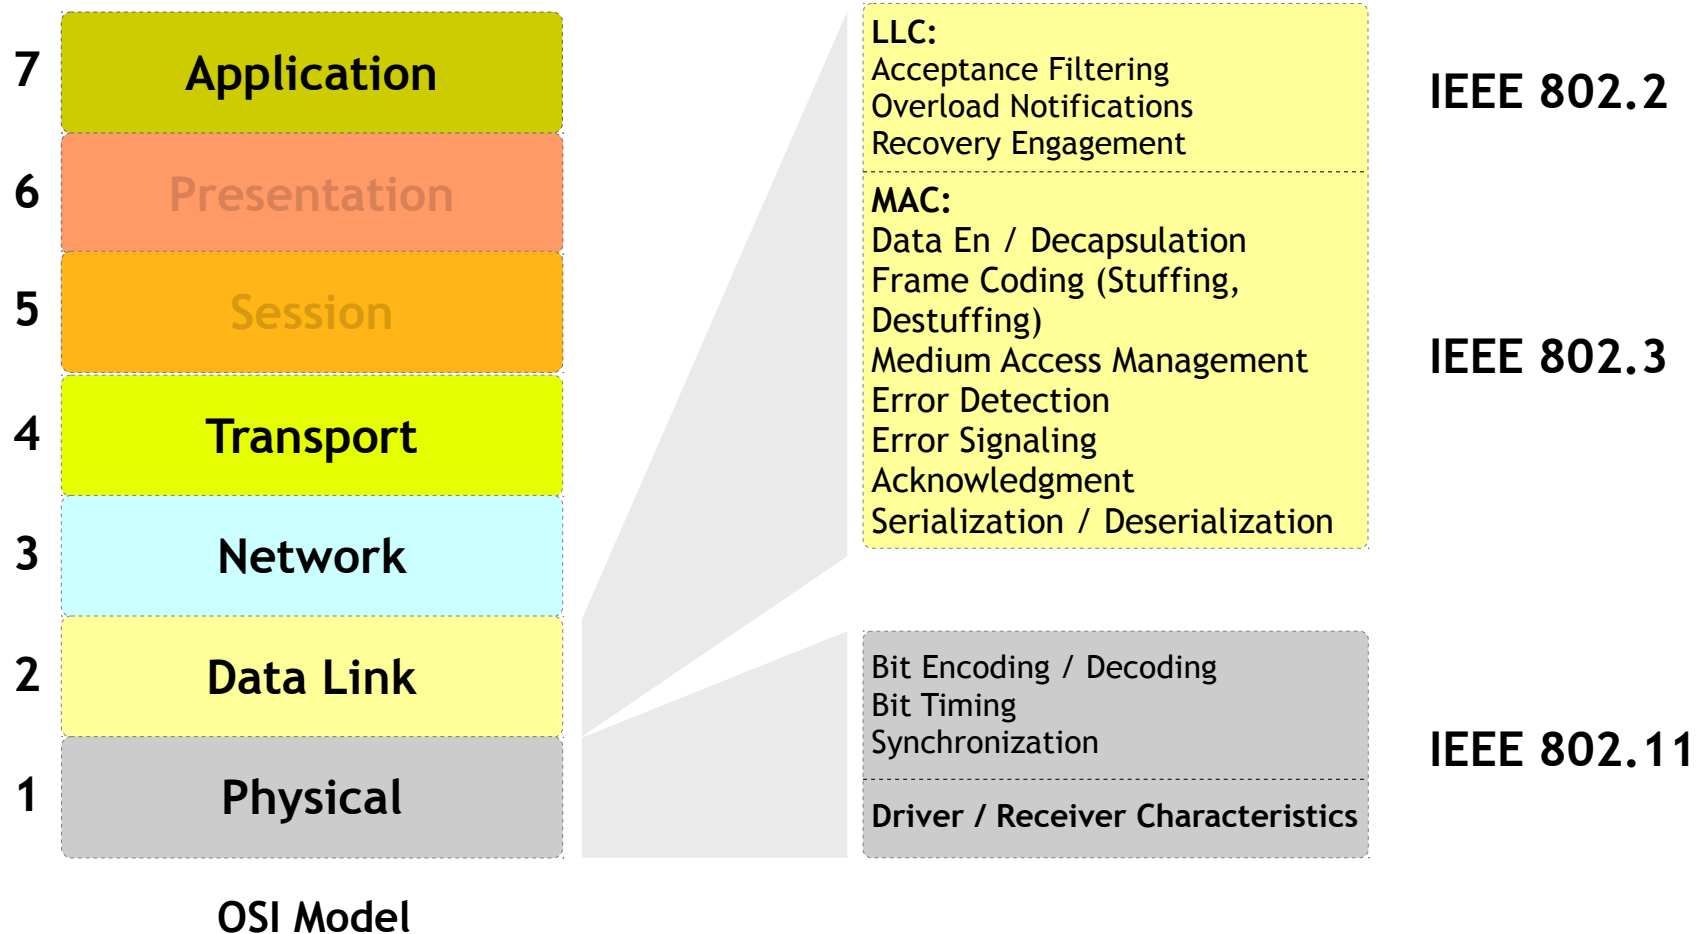 7
Application
6
Presentation
5
Session
4
Transport
3
Network
2
Data Link
1
Physical
OSI Model
LLC:
Acceptance Filtering
Overload Notifications
Recovery Engagement
MAC:
Data En / Decapsulation
Frame Coding (Stuffing,
Destuffing)
Medium Access Management
Error Detection
Error Signaling
Acknowledgment
Serialization / Deserialization
Bit Encoding / Decoding
Bit Timing
Synchronization
Driver / Receiver Characteristics
IEEE 802.2
IEEE 802.3
IEEE 802.11